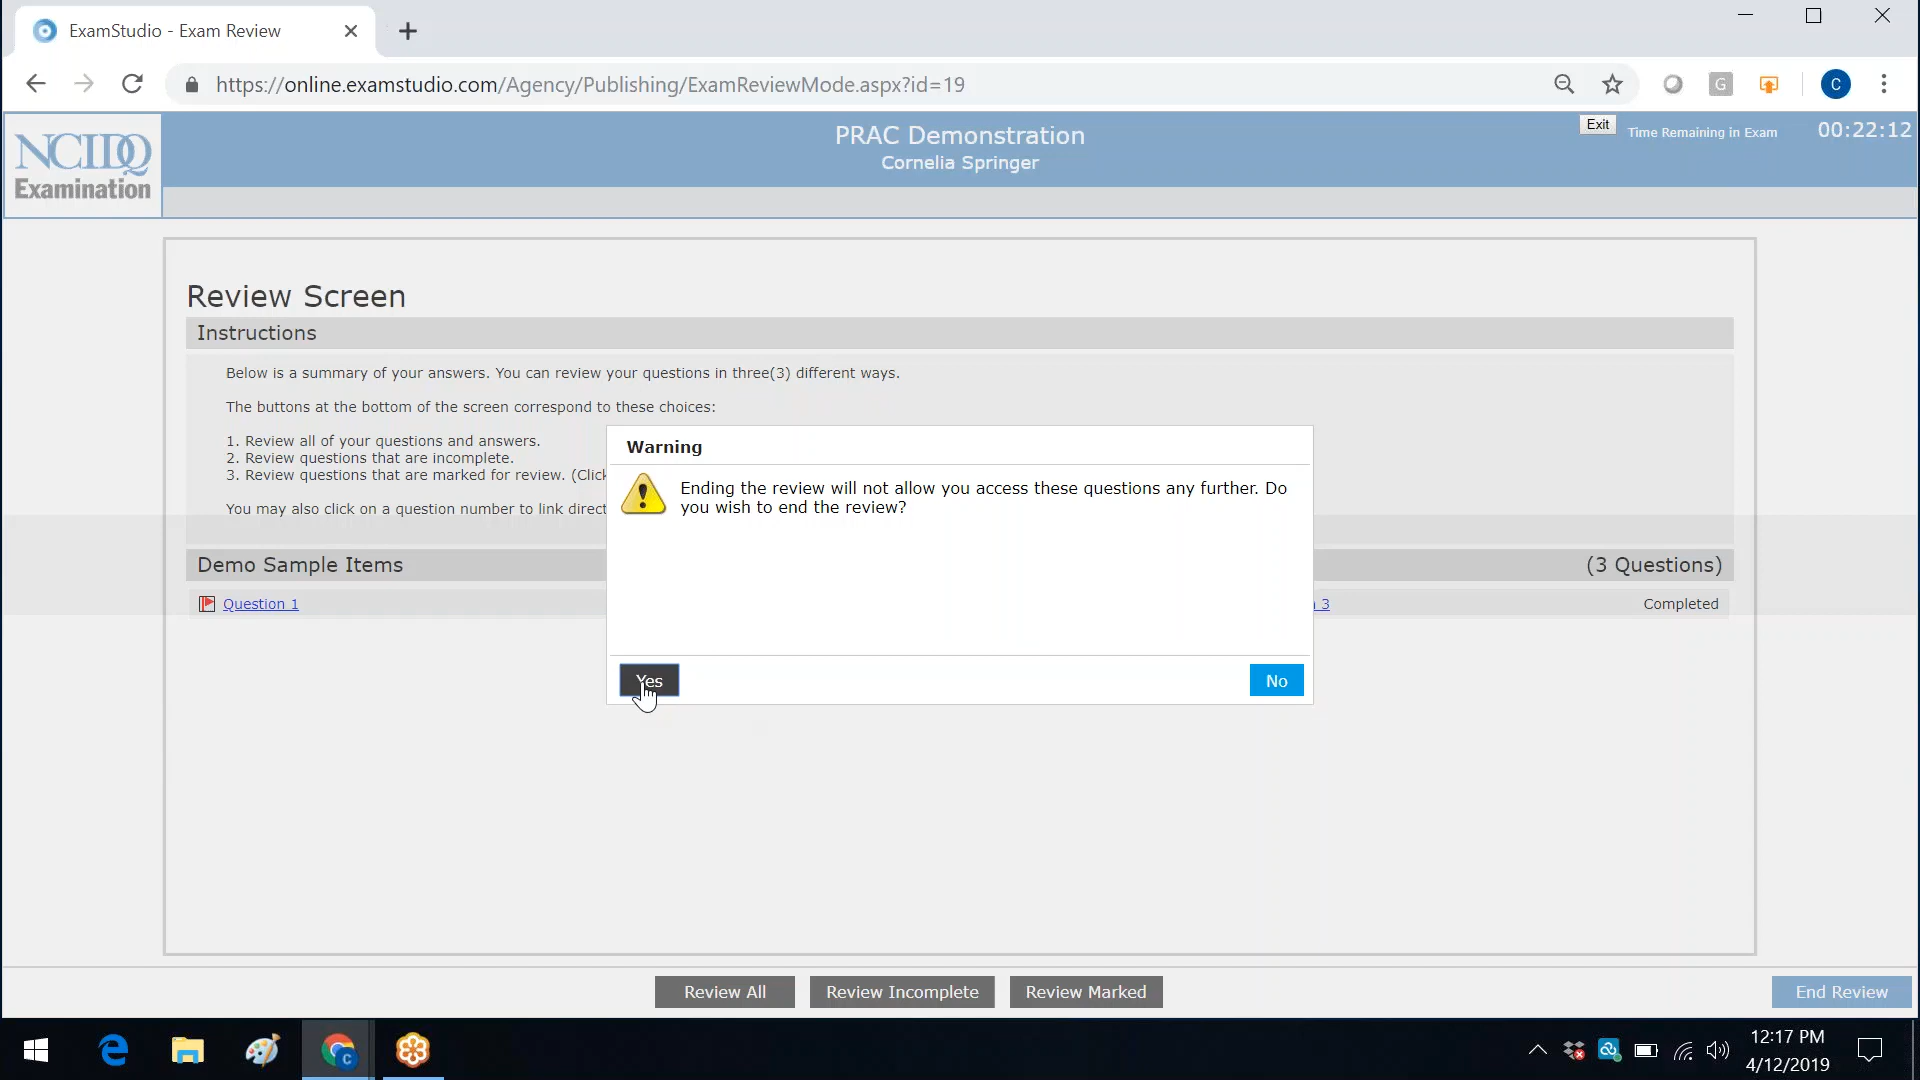 ExamStudio - Exam Review
https://online.examstudio.com/Agency/Publishing/ExamReviewMode.aspx?id=19
G
C
NCIDQ
Examination
PRAC Demonstration
Cornelia Springer
Exit
Time Remaining in Exam
00:22:12
Review Screen
Instructions
Below is a summary of your answers. You can review your questions in three(3) different ways.
The buttons at the bottom of the screen correspond to these choices:
1. Review all of your questions and answers.
2. Review questions that are incomplete.
3. Review questions that are marked for review. (Click
You may also click on a question number to link direct
Warning
Ending the review will not allow you access these questions any further. Do
you wish to end the review?
Yes
No
Demo Sample Items
(3 Questions)
Question 1
3
Completed
Review All
Review Incomplete
Review Marked
End Review
C
12:17 PM
4/12/2019